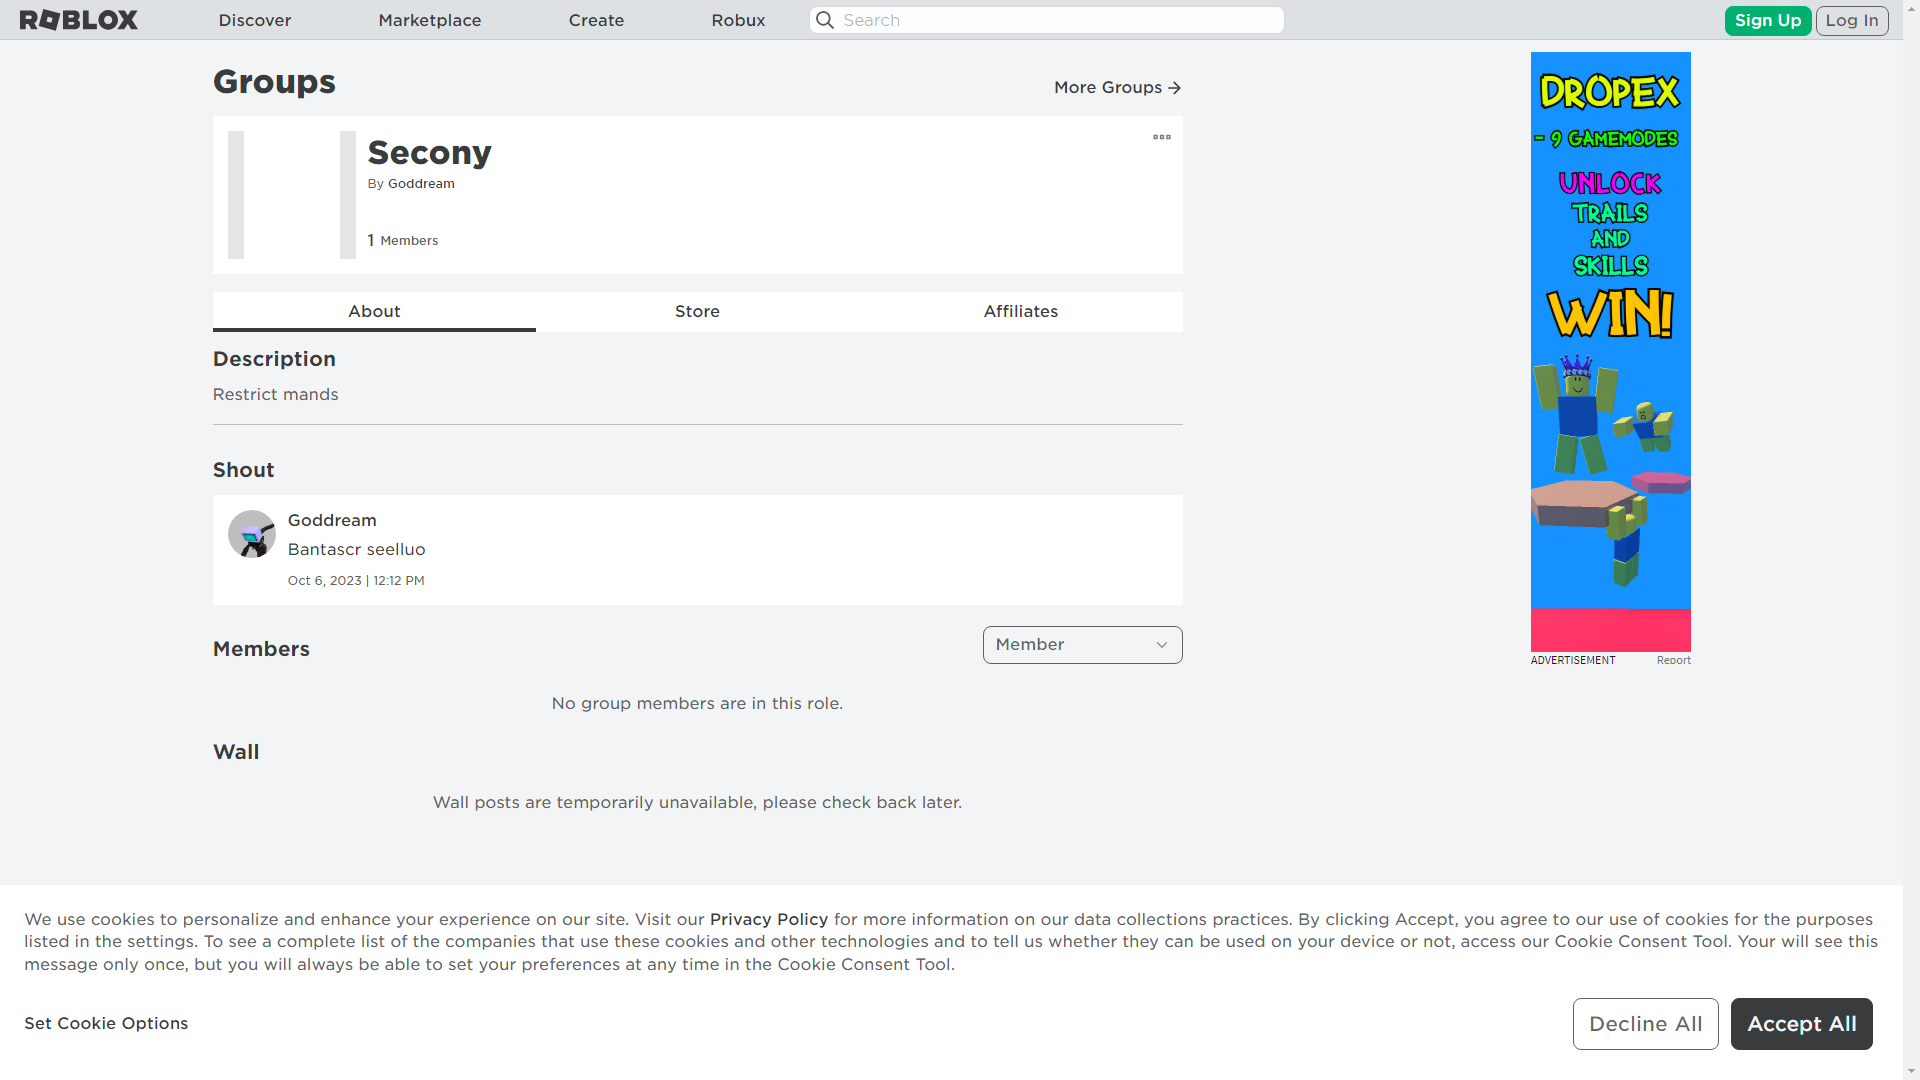 ROBLOX
Discover
Marketplace
Create
Robux
Search
Sign Up
Log In
Groups
More Groups
Secony
By Goddream
1 Members
About
Store
Affiliates
Description
Restrict mands
Shout
Goddream
Bantascr seelluo
Oct 6, 2023 | 12:12 PM
Members
Member
No group members are in this role.
Wall
Wall posts are temporarily unavailable, please check back later.
DROPEX
- 9 GAMEMODES
UNLOCK
TRAILS
AND
SKILLS
WIN!
ADVERTISEMENT
Report
We use cookies to personalize and enhance your experience on our site. Visit our Privacy Policy for more information on our data collections practices. By clicking Accept, you agree to our use of cookies for the purposes
listed in the settings. To see a complete list of the companies that use these cookies and other technologies and to tell us whether they can be used on your device or not, access our Cookie Consent Tool. Your will see this
message only once, but you will always be able to set your preferences at any time in the Cookie Consent Tool.
Set Cookie Options
Decline All
Accept All